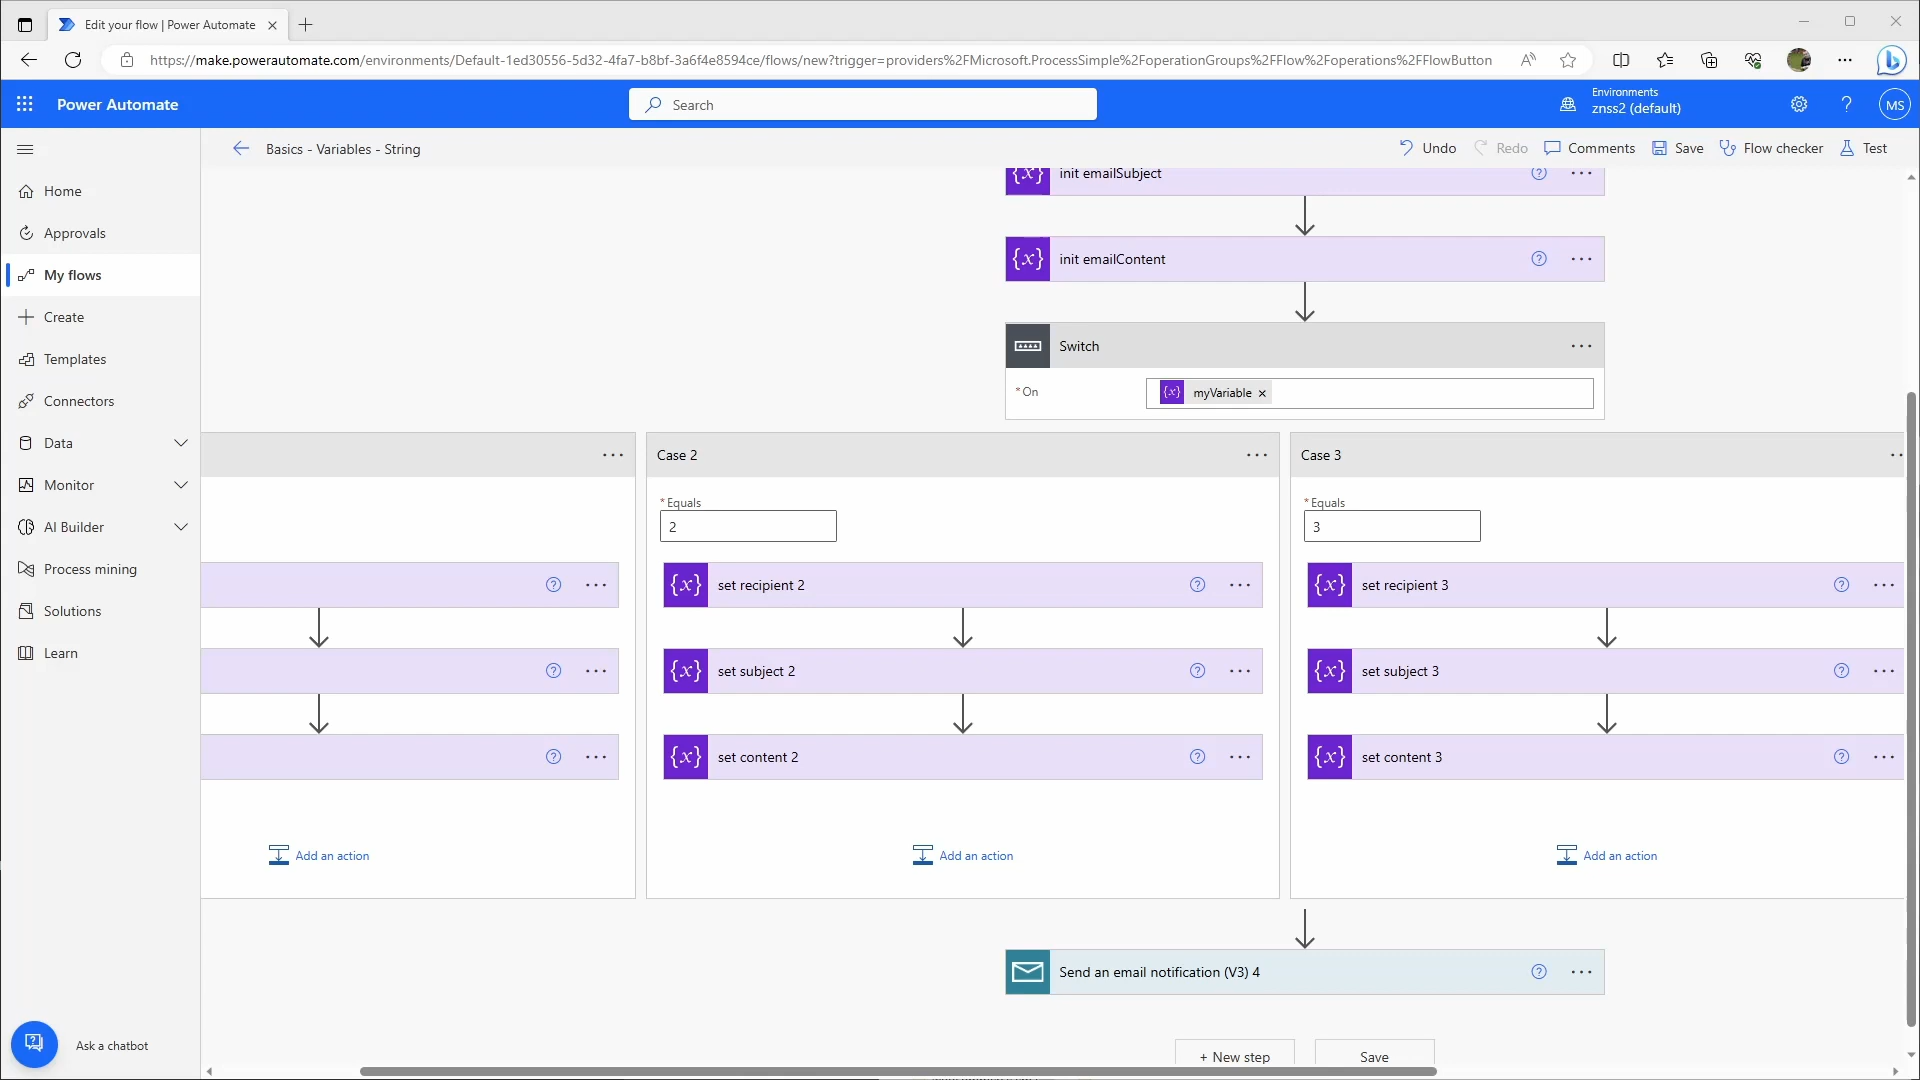 Edit your flow | Power Automate
https://make.powerautomate.com/environments/Default-1ed30556-5d32-4fa7-b8bf-3a6f4e8594ce/flows/new?trigger=providers%2FMicrosoft.ProcessSimple%2FoperationGroups%2FFlow%2Foperations%2FFlowButton
Power Automate
Search
Environments
znss2 (default)
MS
Basics - Variables - String
Undo
Redo
Comments
Save
Flow checker
Test
Home
Approvals
My flows
Create
Templates
Connectors
Data
Monitor
AI Builder
Process mining
Solutions
Learn
Ask a chatbot
{x} init emailSubject
{x} init emailContent
Switch
* On
{x} myVariable
Case 2
* Equals
2
{x} set recipient 2
{x} set subject 2
{x} set content 2
Add an action
Add an action
Case 3
* Equals
3
{x} set recipient 3
{x} set subject 3
{x} set content 3
Add an action
Send an email notification (V3) 4
+ New step
Save